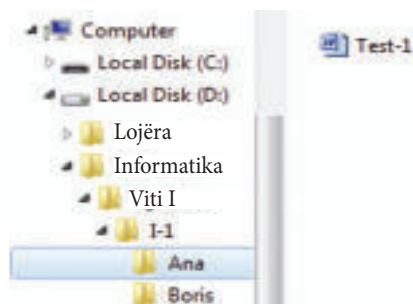 Computer
Test-1
Local Disk (C:)
Local Disk (D:)
Lojëra
Informatika
Viti I
I-1
Ana
Boris